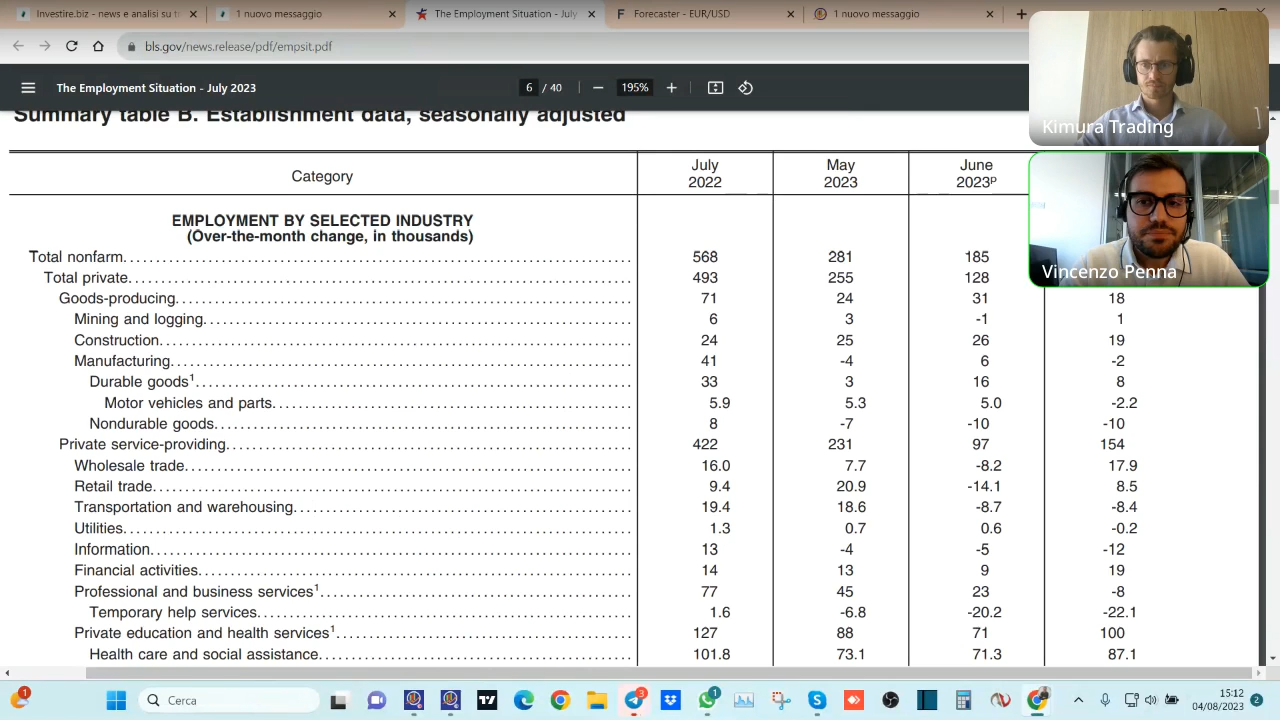 Investire.biz - news e analisi su t
1 nuovo messaggio
The Employment Situation - July
Forecaster - EUR/USD
1 nuovo messaggio
bls.gov/news.release/pdf/empsit.pdf
The Employment Situation - July 2023
6 / 40
195%
Summary table B. Establishment data, seasonally adjusted
Kimura Trading
Vincenzo Penna
Category July 2022 May 2023 June 2023ᵖ
EMPLOYMENT BY SELECTED INDUSTRY
(Over-the-month change, in thousands)
Total nonfarm 568 281 185
Total private 493 255 128
Goods-producing 71 24 31 18
Mining and logging 6 3 -1 1
Construction 24 25 26 19
Manufacturing 41 -4 6 -2
Durable goods¹ 33 3 16 8
Motor vehicles and parts 5.9 5.3 5.0 -2.2
Nondurable goods 8 -7 -10 -10
Private service-providing 422 231 97 154
Wholesale trade 16.0 7.7 -8.2 17.9
Retail trade 9.4 20.9 -14.1 8.5
Transportation and warehousing 19.4 18.6 -8.7 -8.4
Utilities 1.3 0.7 0.6 -0.2
Information 13 -4 -5 -12
Financial activities 14 13 9 19
Professional and business services¹ 77 45 23 -8
Temporary help services 1.6 -6.8 -20.2 -22.1
Private education and health services¹ 127 88 71 100
Health care and social assistance 101.8 73.1 71.3 87.1
1
Cerca
3
1
15:12
04/08/2023
2